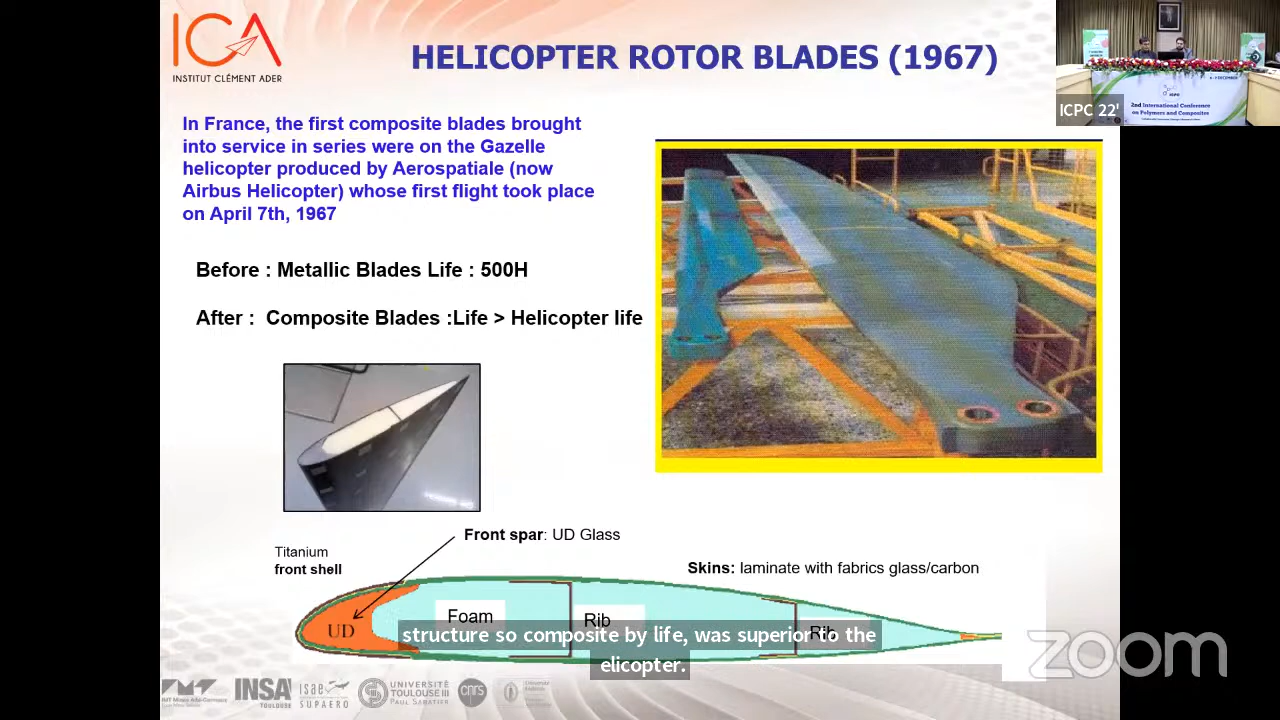 ICA
INSTITUT CLÉMENT ADER
HELICOPTER ROTOR BLADES (1967)
ICPC 22'
2nd International Conference
on Polymers and Composites
In France, the first composite blades brought
into service in series were on the Gazelle
helicopter produced by Aerospatiale (now
Airbus Helicopter) whose first flight took place
on April 7th, 1967
Before : Metallic Blades Life : 500H
After : Composite Blades :Life > Helicopter life
Front spar: UD Glass
Titanium
front shell
Skins: laminate with fabrics glass/carbon
Foam
Rib
UD
Rib
structure so composite by life, was superior to the
elicopter.
zoom
INSA
TOULOUSE
isae
SUPAERO
UNIVERSITÉ
TOULOUSE III
PAUL SABATIER
cnrs